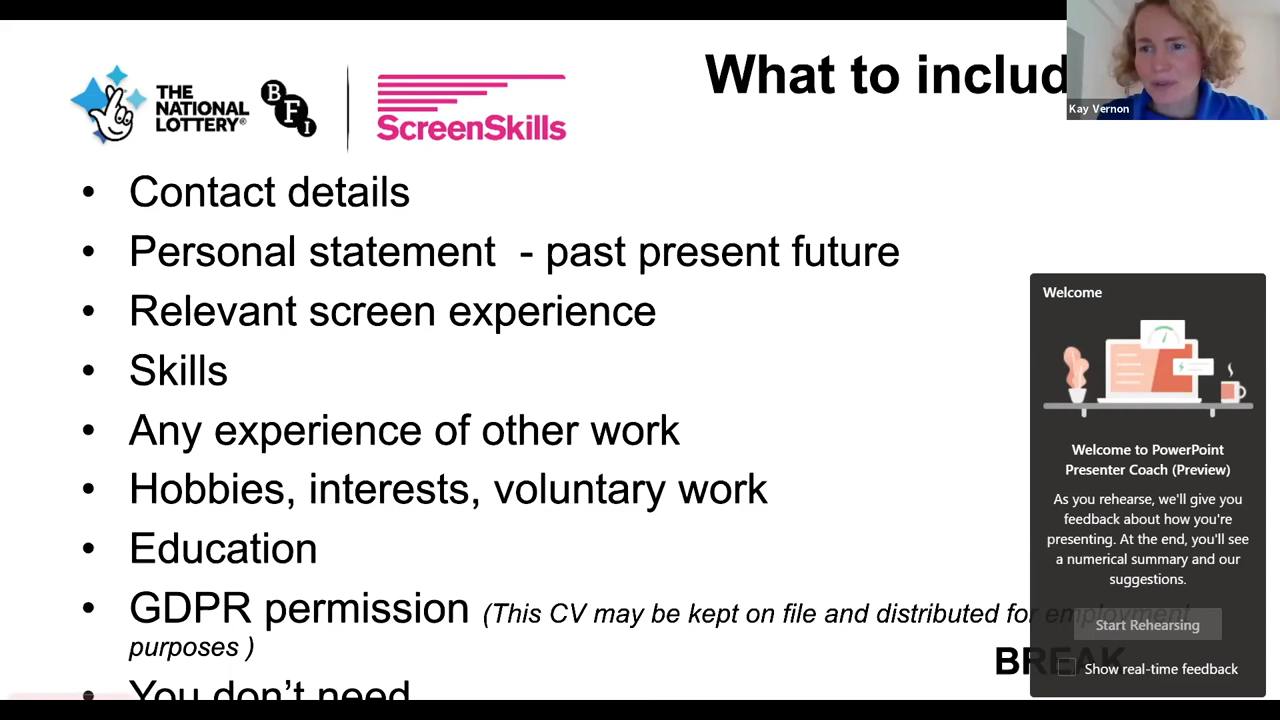 What to includ
THE
NATIONAL
LOTTERY®
BFI
ScreenSkills
Kay Vernon
• Contact details
• Personal statement - past present future
• Relevant screen experience
• Skills
• Any experience of other work
• Hobbies, interests, voluntary work
• Education
• GDPR permission (This CV may be kept on file and distributed for employment
purposes )
BREAK
• You don't need
Welcome
Welcome to PowerPoint
Presenter Coach (Preview)
As you rehearse, we'll give you
feedback about how you're
presenting. At the end, you'll see
a numerical summary and our
suggestions.
Start Rehearsing
Show real-time feedback